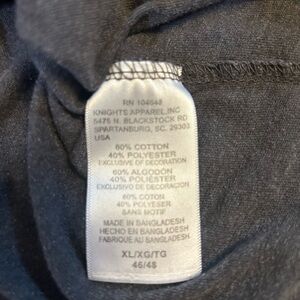 RN 104648
KNIGHTS APPAREL, INC
5475 N. BLACKSTOCK RD
SPARTANBURG, SC. 29303
USA
60% COTTON
40% POLYESTER
EXCLUSIVE OF DECORATION
60% ALGODON
40% POLIÉSTER
EXCLUSIVO DE DECORACION
60% COTON
40% POLYESER
SANS MOTIF
MADE IN BANGLADESH
HECHO EN BANGLADESH
FABRIQUE AU BANGLADESH
XL/XG/TG
46/48